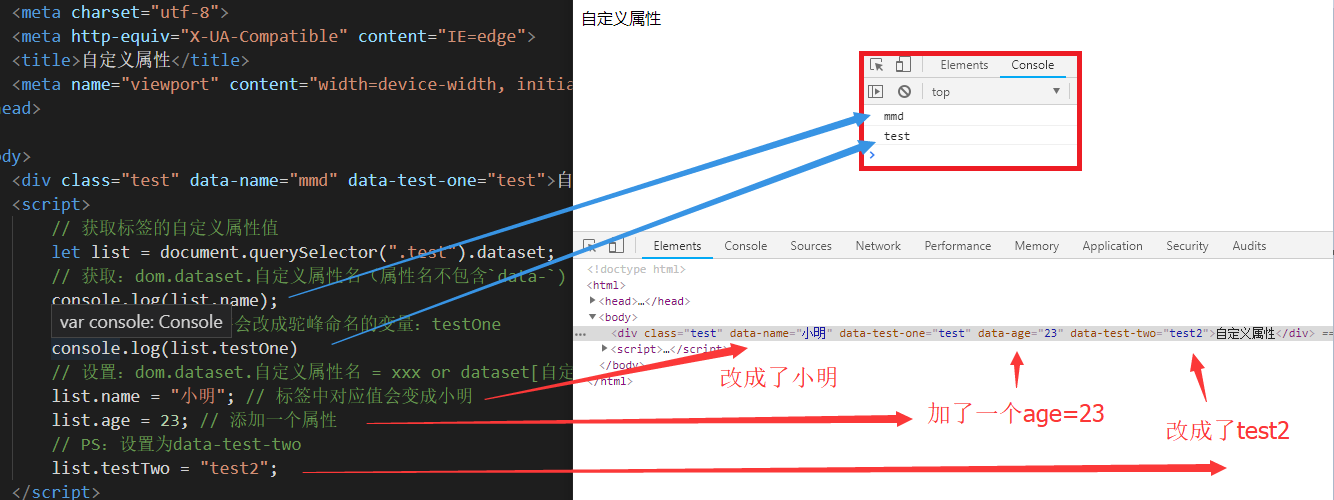 <meta charset="utf-8">
<meta http-equiv="X-UA-Compatible" content="IE=edge">
<title>自定义属性</title>
<meta name="viewport" content="width=device-width, initia
head>
ody>
<div class="test" data-name="mmd" data-test-one="test">自
<script>
// 获取标签的自定义属性值
let list = document.querySelector(".test").dataset;
// 获取：dom.dataset.自定义属性名（属性名不包含`data-`)
console.log(list.name);
var console: Console
会改成驼峰命名的变量：testOne
console.log(list.testOne)
// 设置：dom.dataset.自定义属性名 = xxx or dataset[自定
list.name = "小明"; // 标签中对应值会变成小明
list.age = 23; // 添加一个属性
// PS：设置为data-test-two
list.testTwo = "test2";
</script>
自定义属性
Elements Console
top
mmd
test
Elements Console Sources Network Performance Memory Application Security Audits
<!doctype html>
<html>
<head>…</head>
<body>
<div class="test" data-name="小明" data-test-one="test" data-age="23" data-test-two="test2">自定义属性</div> ==
<script>…</script>
</body>
</html>
改成了小明
加了一个age=23
改成了test2